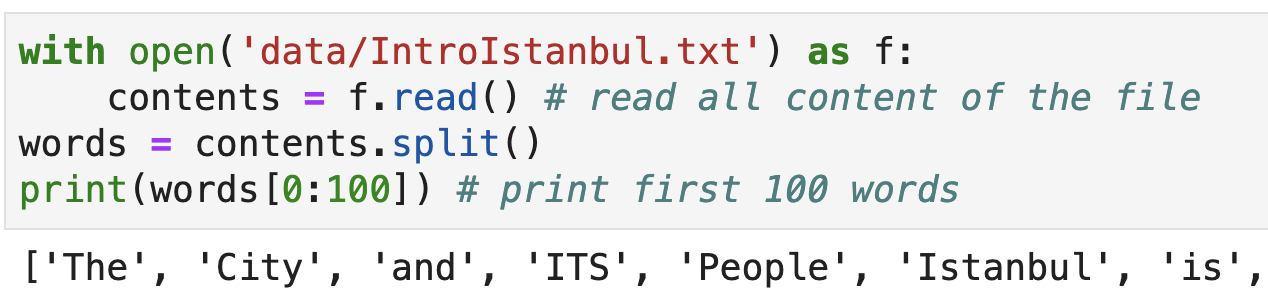 with open('data/IntroIstanbul.txt') as f:
    contents = f.read() # read all content of the file
words = contents.split()
print(words[0:100]) # print first 100 words
['The', 'City', 'and', 'ITS', 'People', 'Istanbul', 'is',